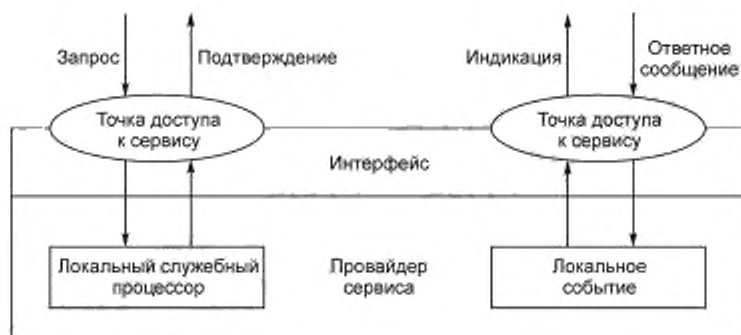 Запрос
Подтверждение
Индикация
Ответное
сообщение
Точка доступа
к сервису
Точка доступа
к сервису
Интерфейс
Локальный служебный
процессор
Провайдер
сервиса
Локальное
событие